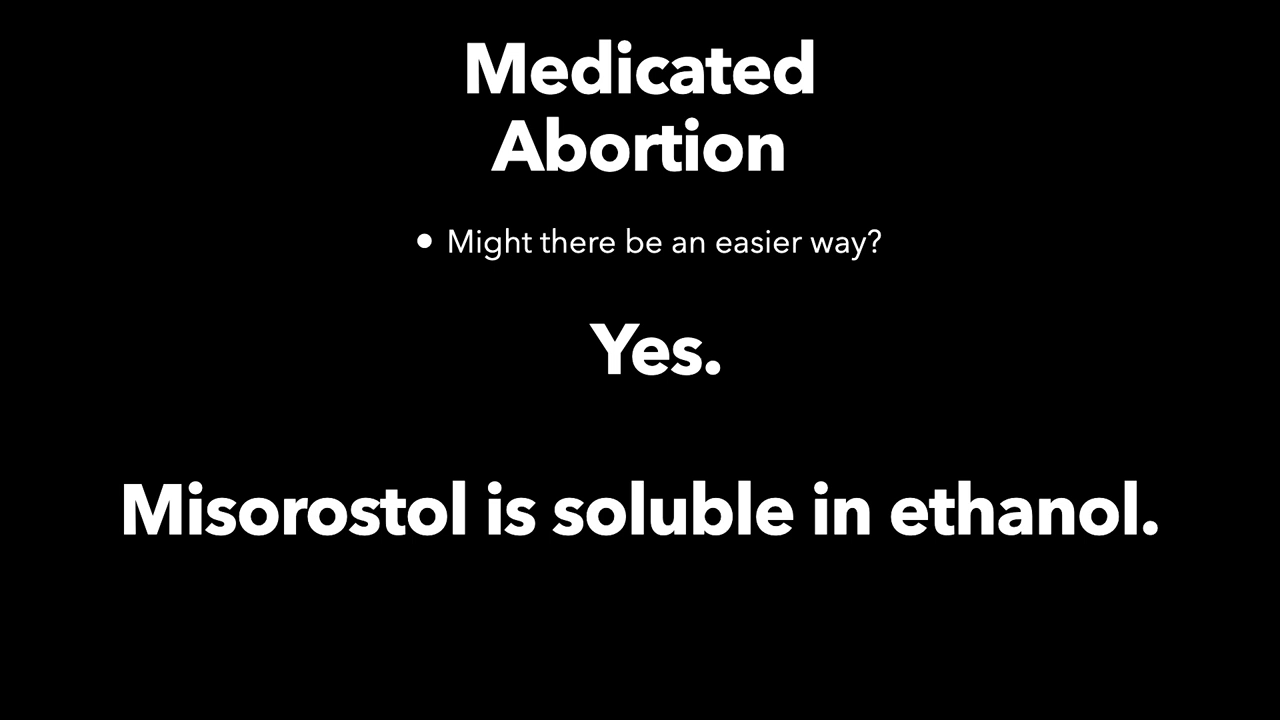 Medicated
Abortion
• Might there be an easier way?
Yes.
Misorostol is soluble in ethanol.